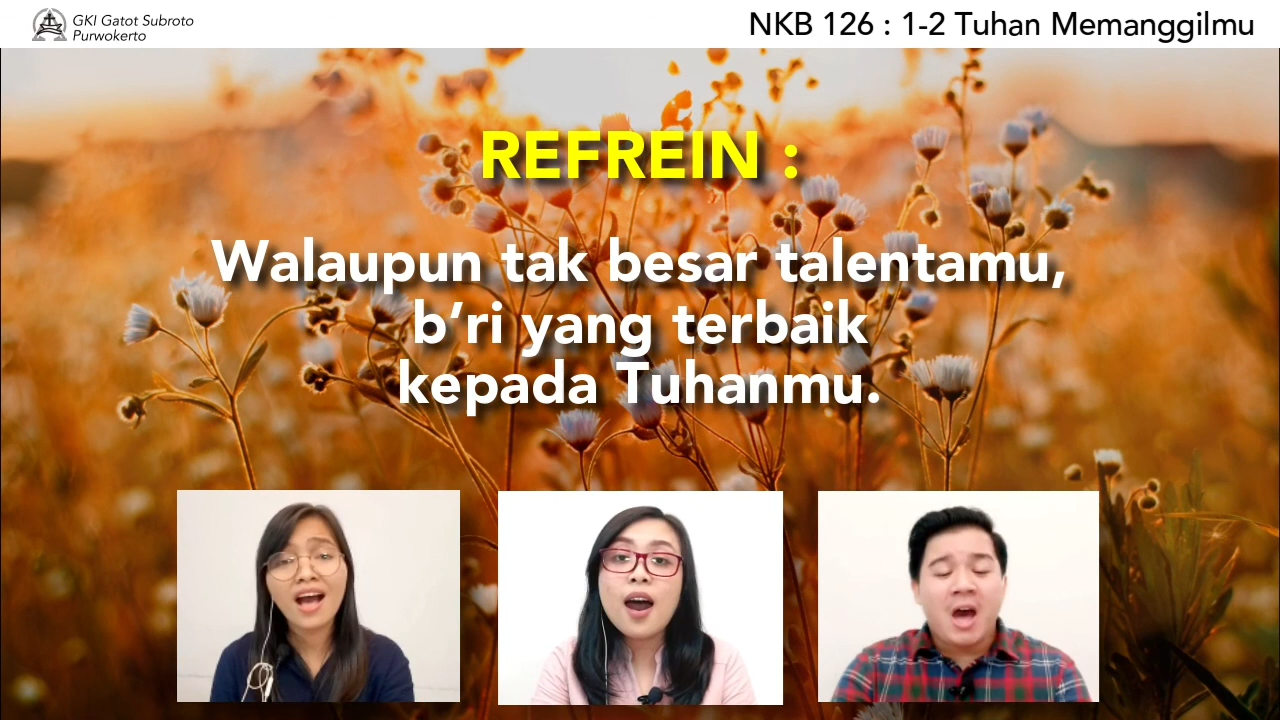 GKI Gatot Subroto
Purwokerto
NKB 126 : 1-2 Tuhan Memanggilmu
REFREIN :
Walaupun tak besar talentamu,
b’ri yang terbaik
kepada Tuhanmu.